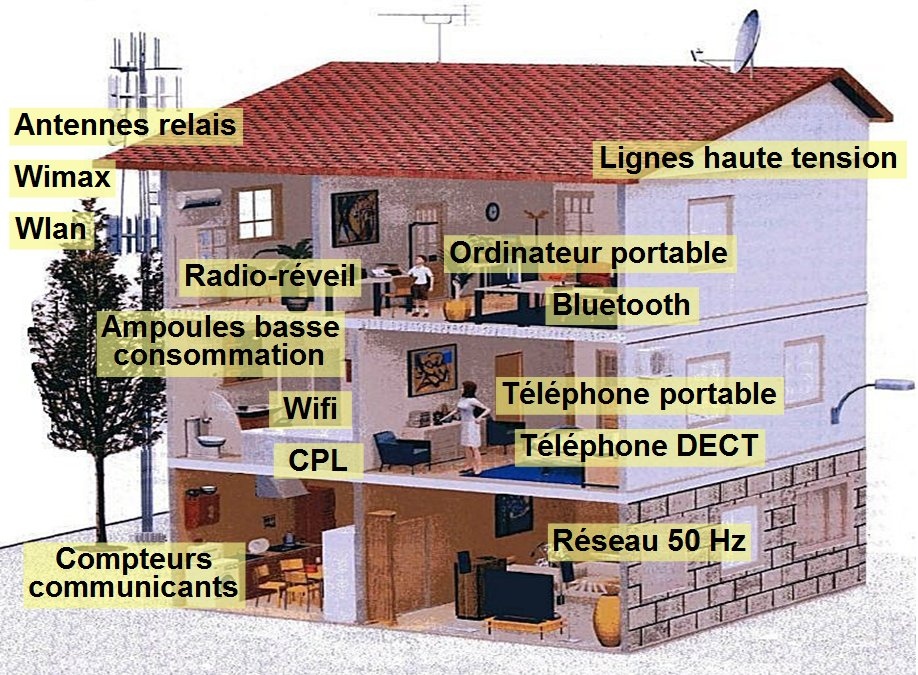 Antennes relais
Lignes haute tension
Wimax
Wlan
Ordinateur portable
Radio-réveil
Bluetooth
Ampoules basse
consommation
Téléphone portable
Wifi
Téléphone DECT
CPL
Réseau 50 Hz
Compteurs
communicants